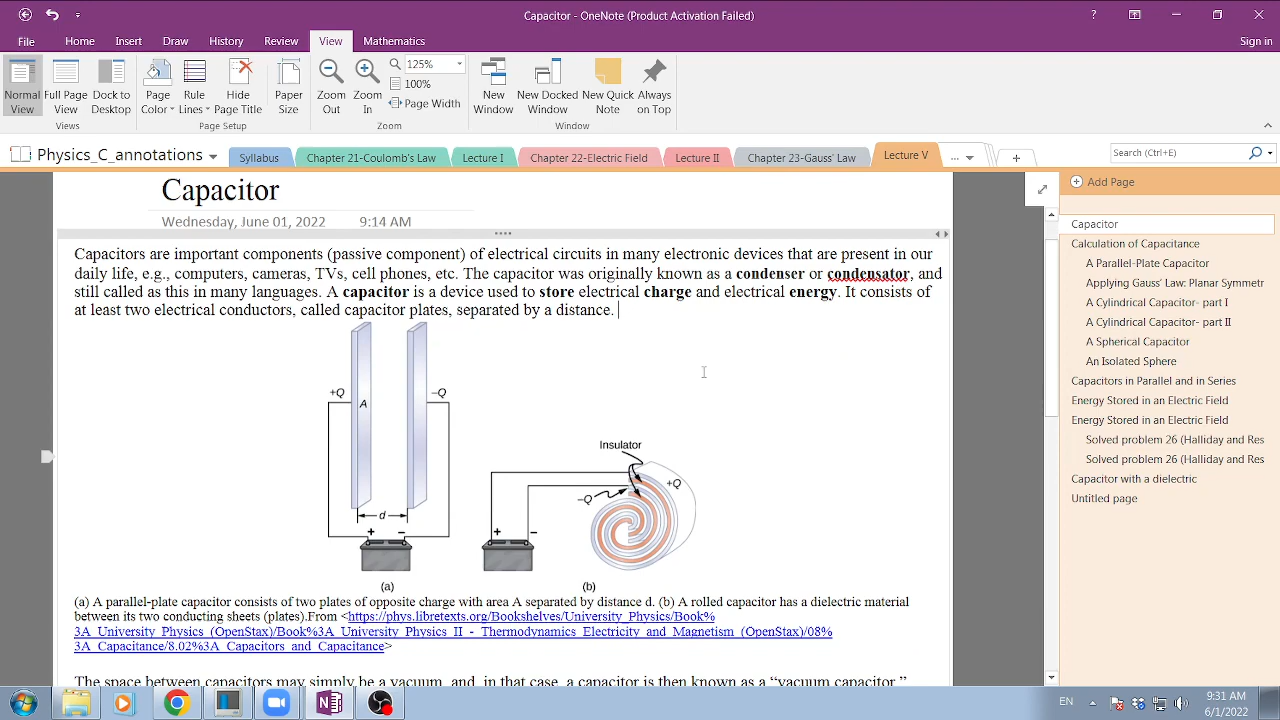 Capacitor - OneNote (Product Activation Failed)
?
File Home Insert Draw History Review View Mathematics Sign in
Normal View
Full Page View
Dock to Desktop
Page Color
Rule Lines
Hide Page Title
Paper Size
Zoom Out
Zoom In
125%
100%
Page Width
New Window
New Docked Window
New Quick Note
Always on Top
Views Page Setup Zoom Window
Physics_C_annotations Syllabus Chapter 21-Coulomb's Law Lecture I Chapter 22-Electric Field Lecture II Chapter 23-Gauss' Law Lecture V ... + Search (Ctrl+E)
Capacitor
Wednesday, June 01, 2022 9:14 AM
Capacitors are important components (passive component) of electrical circuits in many electronic devices that are present in our
daily life, e.g., computers, cameras, TVs, cell phones, etc. The capacitor was originally known as a condenser or condensator, and
still called as this in many languages. A capacitor is a device used to store electrical charge and electrical energy. It consists of
at least two electrical conductors, called capacitor plates, separated by a distance.
+Q A –Q
d
+ –
(a)
Insulator
+Q
–Q
+ –
(b)
(a) A parallel-plate capacitor consists of two plates of opposite charge with area A separated by distance d. (b) A rolled capacitor has a dielectric material
between its two conducting sheets (plates).From <https://phys.libretexts.org/Bookshelves/University_Physics/Book%
3A_University_Physics_(OpenStax)/Book%3A_University_Physics_II_-_Thermodynamics_Electricity_and_Magnetism_(OpenStax)/08%
3A_Capacitance/8.02%3A_Capacitors_and_Capacitance>
The space between capacitors may simply be a vacuum, and, in that case, a capacitor is then known as a “vacuum capacitor.”
Add Page
Capacitor
Calculation of Capacitance
A Parallel-Plate Capacitor
Applying Gauss' Law: Planar Symmetr
A Cylindrical Capacitor- part I
A Cylindrical Capacitor- part II
A Spherical Capacitor
An Isolated Sphere
Capacitors in Parallel and in Series
Energy Stored in an Electric Field
Energy Stored in an Electric Field
Solved problem 26 (Halliday and Res
Solved problem 26 (Halliday and Res
Capacitor with a dielectric
Untitled page
EN
9:31 AM
6/1/2022